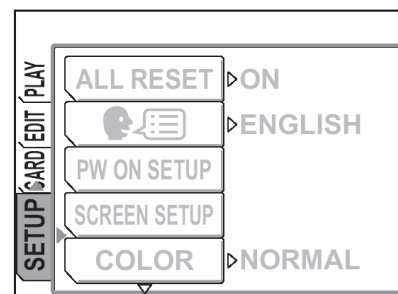 PLAY
EDIT
CARD
SETUP
ALL RESET ON
ENGLISH
PW ON SETUP
SCREEN SETUP
COLOR NORMAL